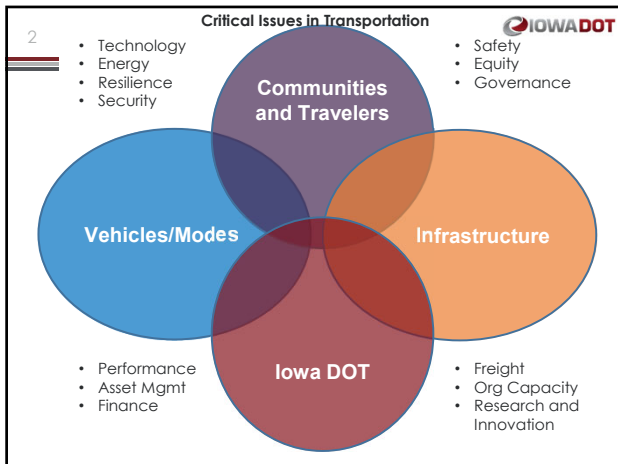 Critical Issues in Transportation
IOWADOT
2
• Technology
• Energy
• Resilience
• Security
• Safety
• Equity
• Governance
Communities
and Travelers
Vehicles/Modes
Infrastructure
Iowa DOT
• Performance
• Asset Mgmt
• Finance
• Freight
• Org Capacity
• Research and
Innovation